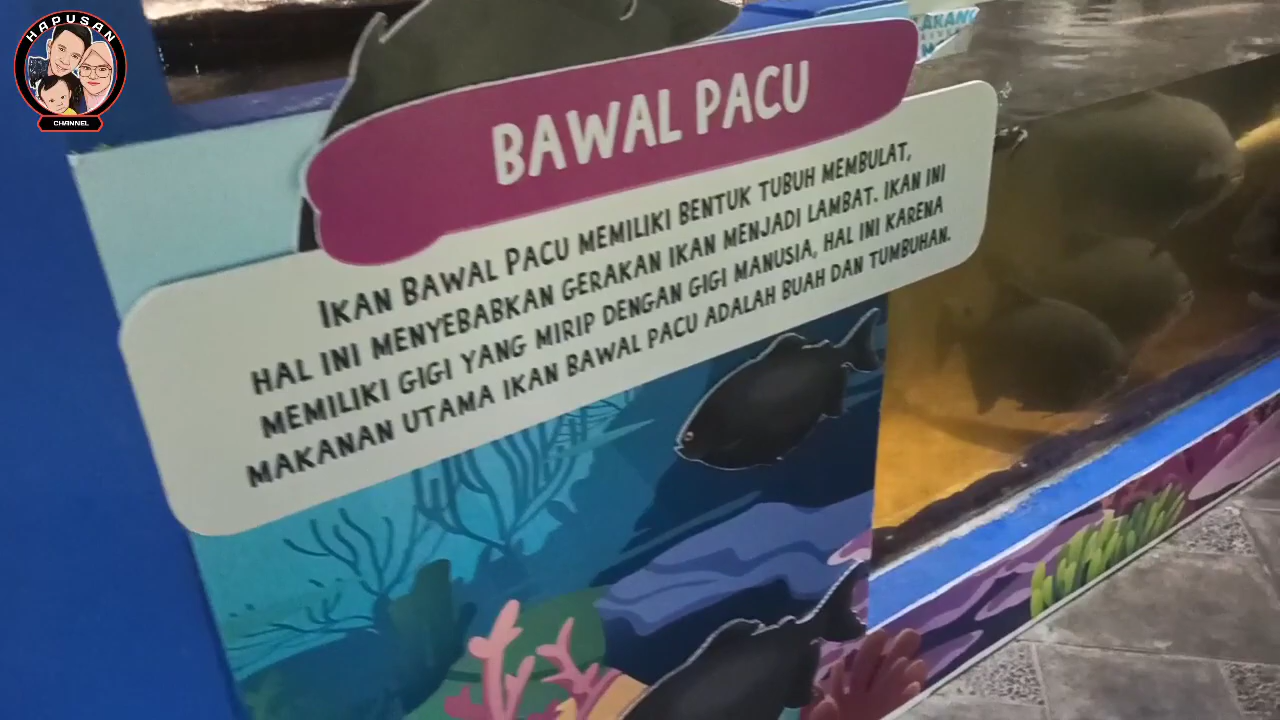 HAPUSAN
CHANNEL
BAWAL PACU
IKAN BAWAL PACU MEMILIKI BENTUK TUBUH MEMBULAT,
HAL INI MENYEBABKAN GERAKAN IKAN MENJADI LAMBAT. IKAN INI
MEMILIKI GIGI YANG MIRIP DENGAN GIGI MANUSIA, HAL INI KARENA
MAKANAN UTAMA IKAN BAWAL PACU ADALAH BUAH DAN TUMBUHAN.